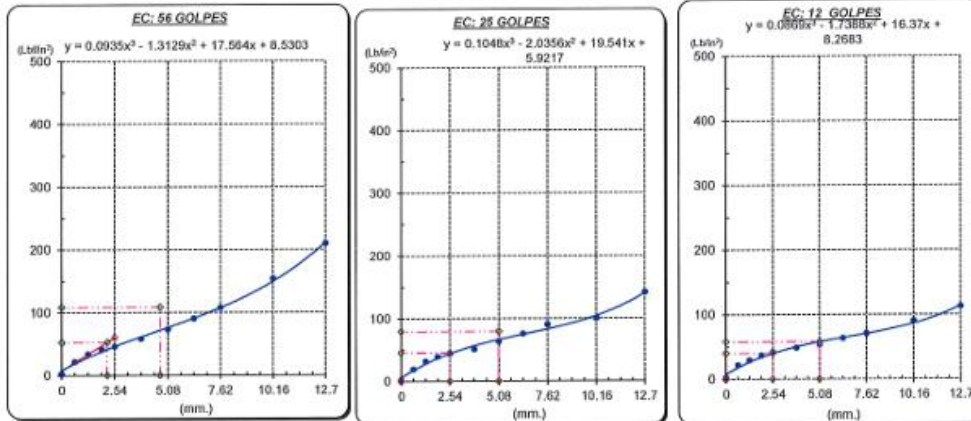 EC: 56 GOLPES
(Lb/in²) y = 0.0935x³ - 1.3129x² + 17.564x + 8.5303
500
400
300
200
100
0
0 2.54 5.08 7.62 10.16 12.7
(mm.)
EC: 25 GOLPES
(Lb/in²) y = 0.1048x³ - 2.0356x² + 19.541x +
5.9217
500
400
300
200
100
0
0 2.54 5.08 7.62 10.16 12.7
(mm.)
EC: 12 GOLPES
y = 0.0869x³ - 1.7388x² + 16.37x +
(Lb/in²) 8.2683
500
400
300
200
100
0
0 2.54 5.08 7.62 10.16 12.7
(mm.)